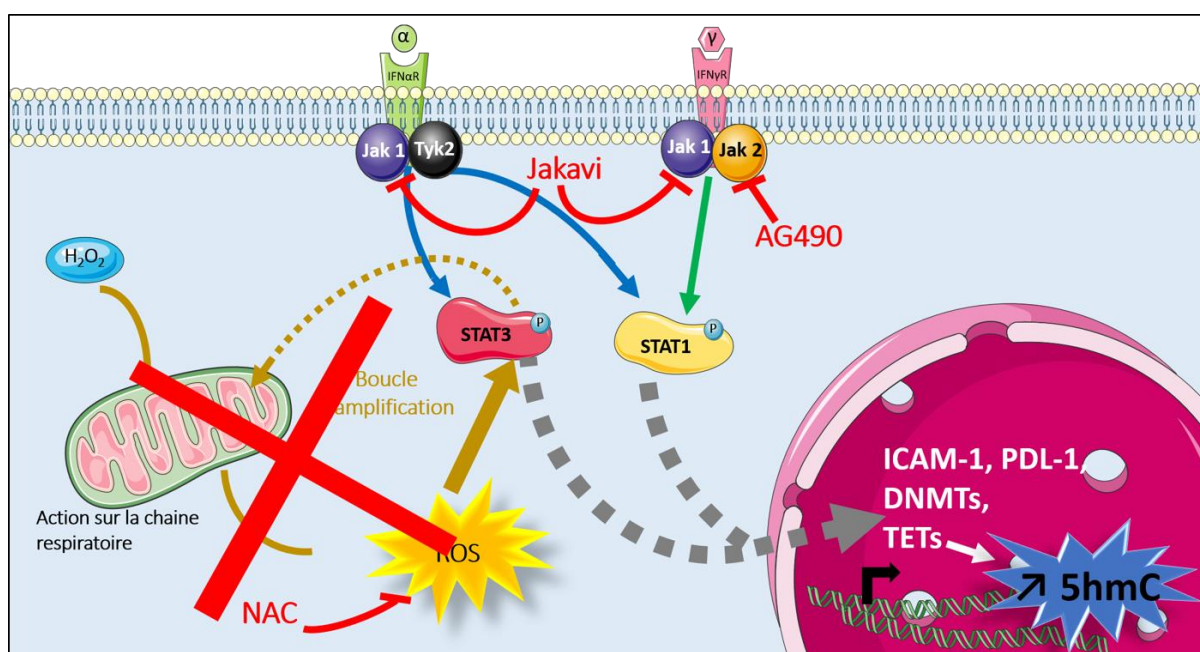 α
γ
IFNαR
IFNγR
Jak 1
Tyk2
Jak 1
Jak 2
Jakavi
AG490
H₂O₂
STAT3
P
STAT1
P
Boucle
amplification
Action sur la chaine
respiratoire
ROS
NAC
ICAM-1, PDL-1,
DNMTs,
TETs
↗ 5hmC